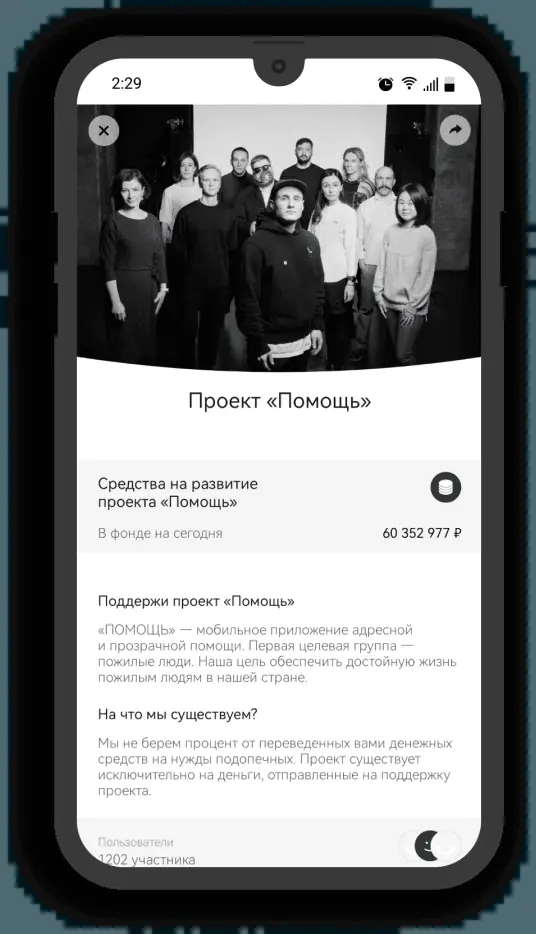 2:29
Проект «Помощь»
Средства на развитие
проекта «Помощь»
В фонде на сегодня 60 352 977 ₽
Поддержи проект «Помощь»
«ПОМОЩЬ» — мобильное приложение адресной
и прозрачной помощи. Первая целевая группа —
пожилые люди. Наша цель обеспечить достойную жизнь
пожилым людям в нашей стране.
На что мы существуем?
Мы не берем процент от переведенных вами денежных
средств на нужды подопечных. Проект существует
исключительно на деньги, отправленные на поддержку
проекта.
Пользователи
1202 участника